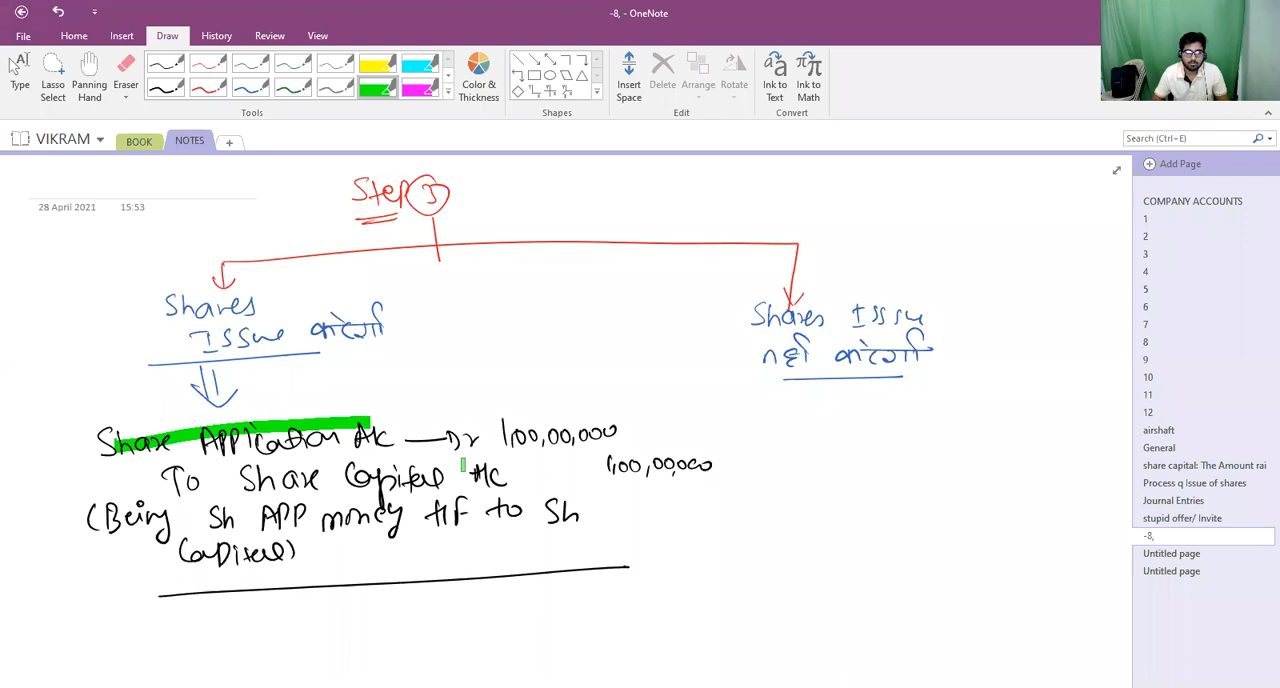 -8, - OneNote
File Home Insert Draw History Review View
Type
Lasso Select
Panning Hand
Eraser
Color & Thickness
Insert Space
Delete
Arrange
Rotate
Ink to Text
Ink to Math
Tools
Shapes
Edit
Convert
VIKRAM
BOOK
NOTES
Search (Ctrl+E)
28 April 2021 15:53
Step 3
Shares
Issue करेगी
Shares Issue
नहीं करेगी
Share Application A/c — Dr 1,00,00,000
To Share Capital A/c 1,00,00,000
(Being Sh APP money t/f to Sh
Capital)
Add Page
COMPANY ACCOUNTS
1
2
3
4
5
6
7
8
9
10
11
12
airshaft
General
share capital: The Amount rai
Process q Issue of shares
Journal Entries
stupid offer/ Invite
-8,
Untitled page
Untitled page